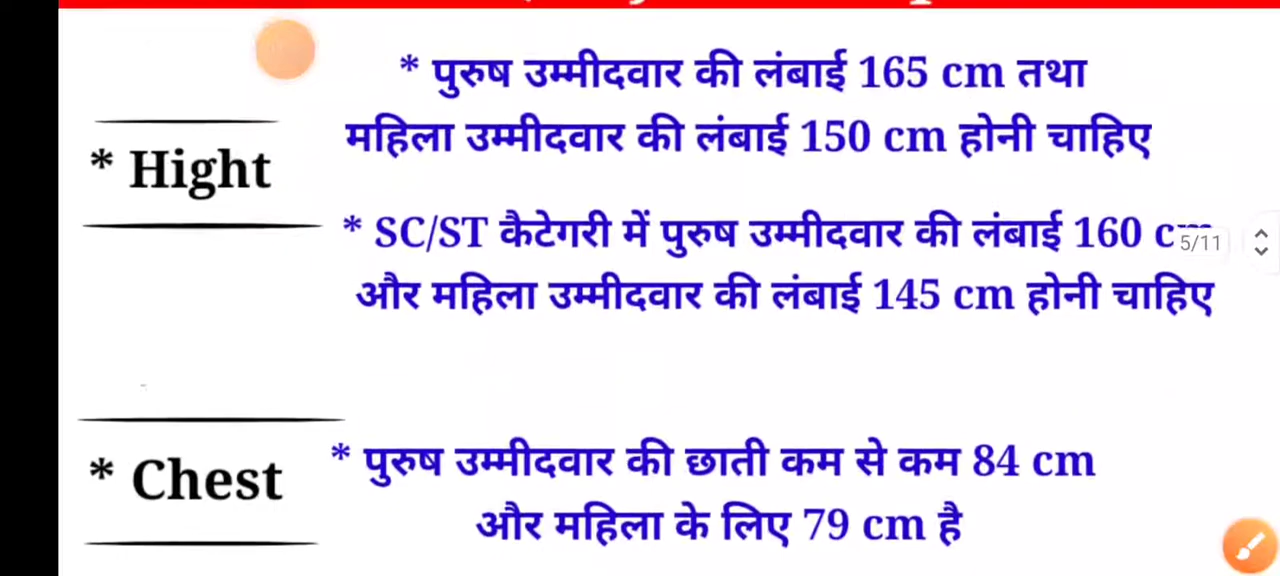 * पुरुष उम्मीदवार की लंबाई 165 cm तथा
महिला उम्मीदवार की लंबाई 150 cm होनी चाहिए
* Hight
* SC/ST कैटेगरी में पुरुष उम्मीदवार की लंबाई 160
5/11
और महिला उम्मीदवार की लंबाई 145 cm होनी चाहिए
* Chest
* पुरुष उम्मीदवार की छाती कम से कम 84 cm
और महिला के लिए 79 cm है